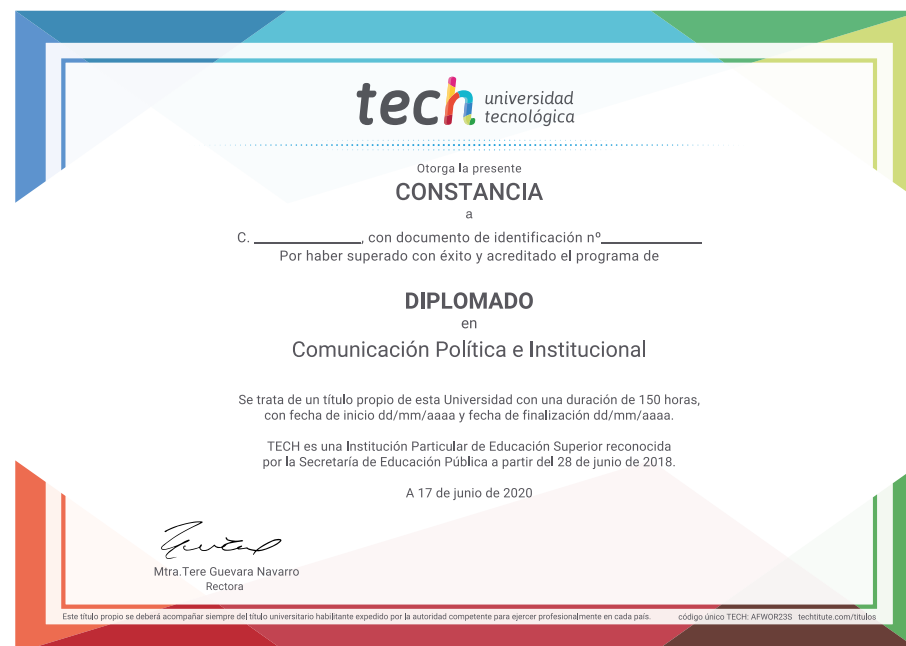 tech universidad
tecnológica
Otorga la presente
CONSTANCIA
a
C. ____________, con documento de identificación nº____________
Por haber superado con éxito y acreditado el programa de
DIPLOMADO
en
Comunicación Política e Institucional
Se trata de un título propio de esta Universidad con una duración de 150 horas,
con fecha de inicio dd/mm/aaaa y fecha de finalización dd/mm/aaaa.
TECH es una Institución Particular de Educación Superior reconocida
por la Secretaría de Educación Pública a partir del 28 de junio de 2018.
A 17 de junio de 2020
Mtra.Tere Guevara Navarro
Rectora
Este título propio se deberá acompañar siempre del título universitario habilitante expedido por la autoridad competente para ejercer profesionalmente en cada país. código único TECH: AFWOR23S techtitute.com/titulos